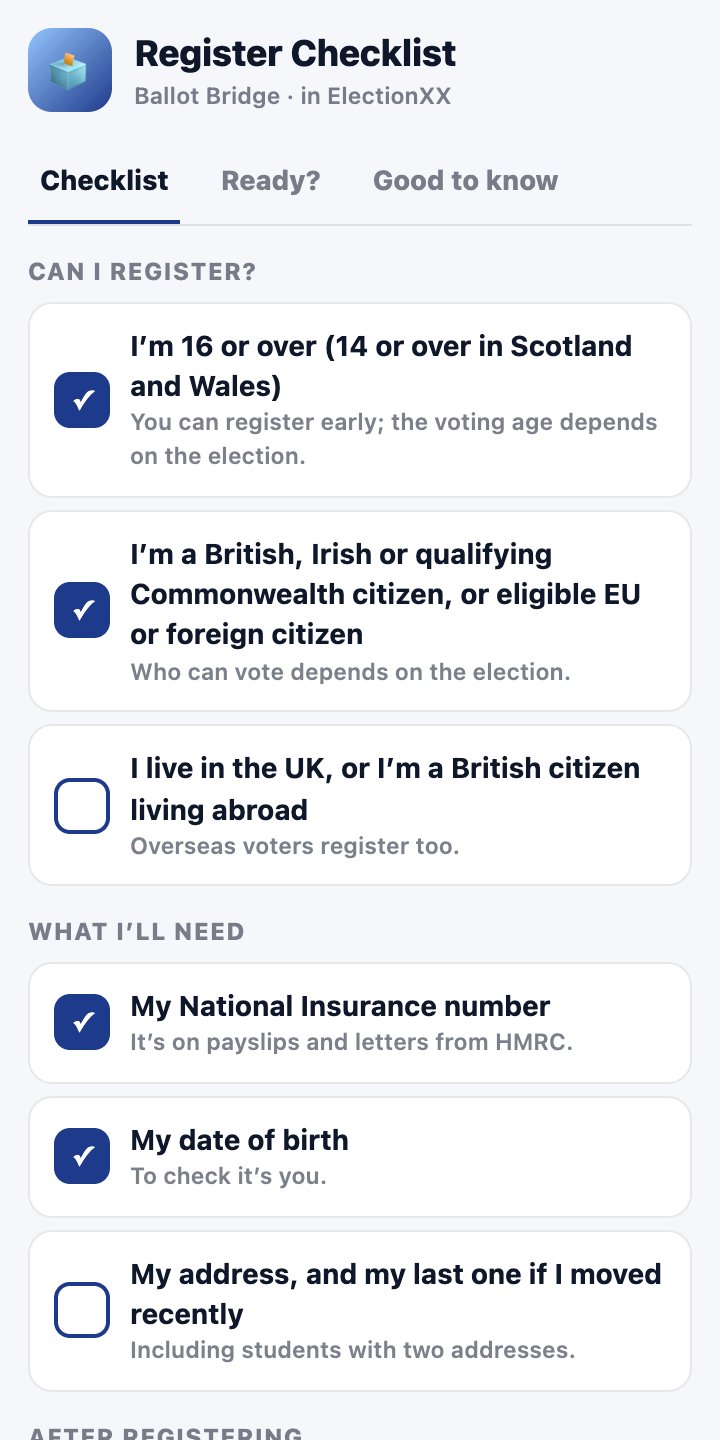 Register Checklist
Ballot Bridge · in ElectionXX
Checklist Ready? Good to know
CAN I REGISTER?
I’m 16 or over (14 or over in Scotland
and Wales)
You can register early; the voting age depends
on the election.
I’m a British, Irish or qualifying
Commonwealth citizen, or eligible EU
or foreign citizen
Who can vote depends on the election.
I live in the UK, or I’m a British citizen
living abroad
Overseas voters register too.
WHAT I’LL NEED
My National Insurance number
It’s on payslips and letters from HMRC.
My date of birth
To check it’s you.
My address, and my last one if I moved
recently
Including students with two addresses.
AFTER REGISTERING